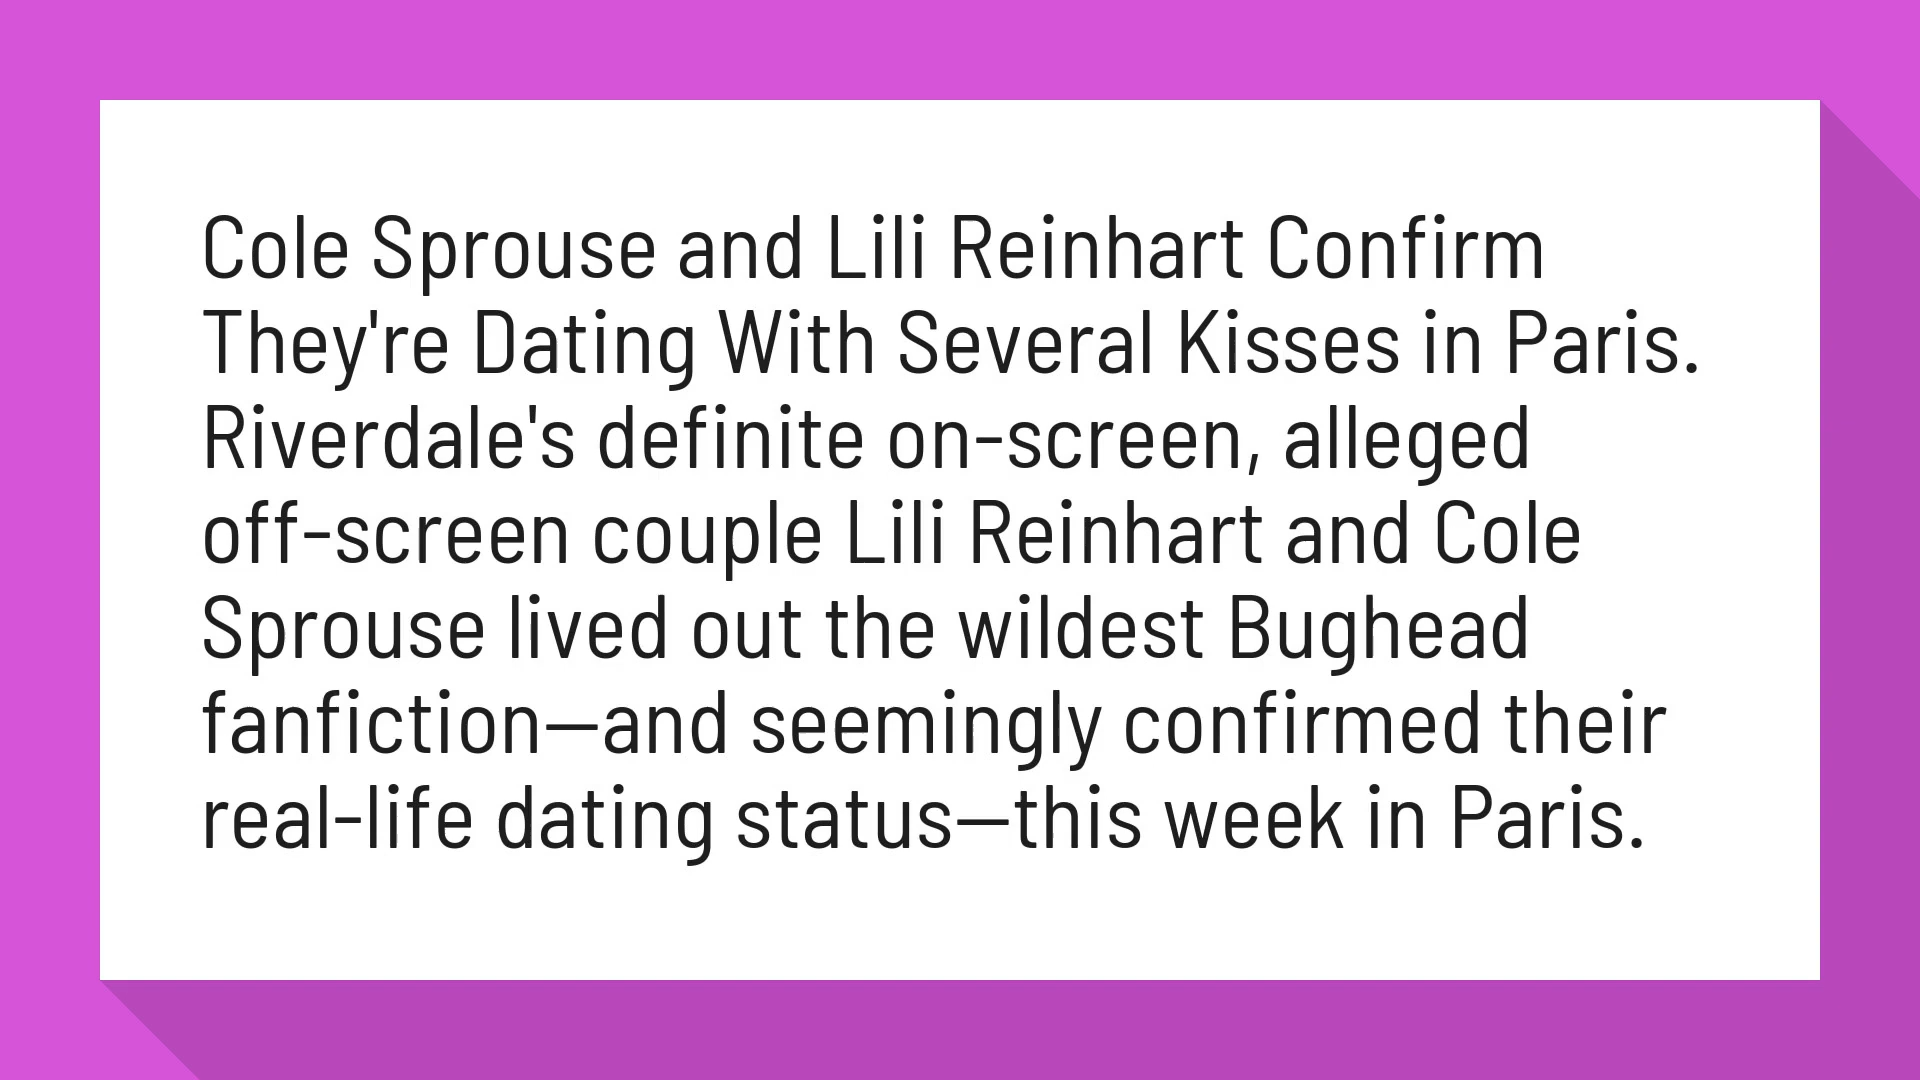 Cole Sprouse and Lili Reinhart Confirm
They're Dating With Several Kisses in Paris.
Riverdale's definite on-screen, alleged
off-screen couple Lili Reinhart and Cole
Sprouse lived out the wildest Bughead
fanfiction—and seemingly confirmed their
real-life dating status—this week in Paris.